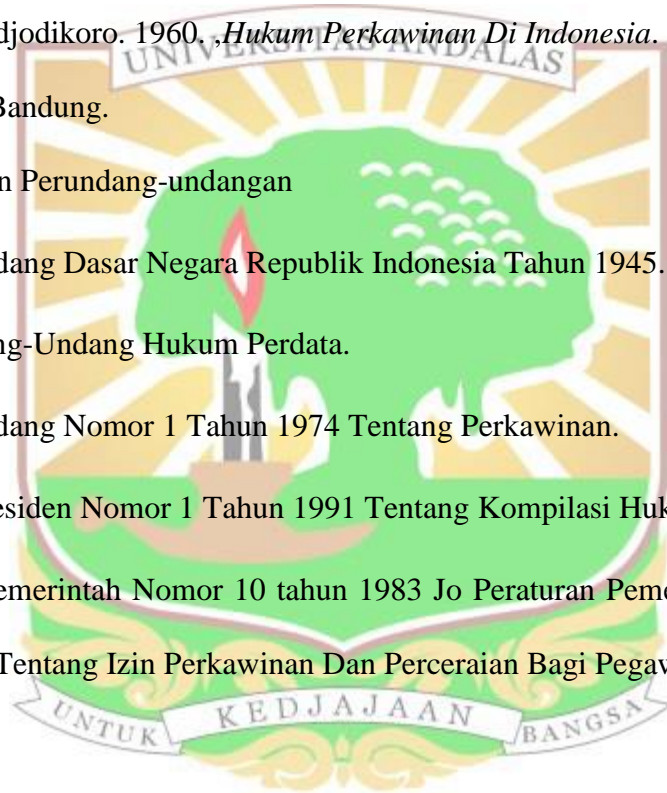 djodikoro. 1960. ,Hukum Perkawinan Di Indonesia.
UNIVERSITAS ANDALAS
Bandung.
n Perundang-undangan
dang Dasar Negara Republik Indonesia Tahun 1945.
ng-Undang Hukum Perdata.
dang Nomor 1 Tahun 1974 Tentang Perkawinan.
esiden Nomor 1 Tahun 1991 Tentang Kompilasi Huk
emerintah Nomor 10 tahun 1983 Jo Peraturan Peme
Tentang Izin Perkawinan Dan Perceraian Bagi Pegaw
UNTUK KEDJAJAAN BANGSA